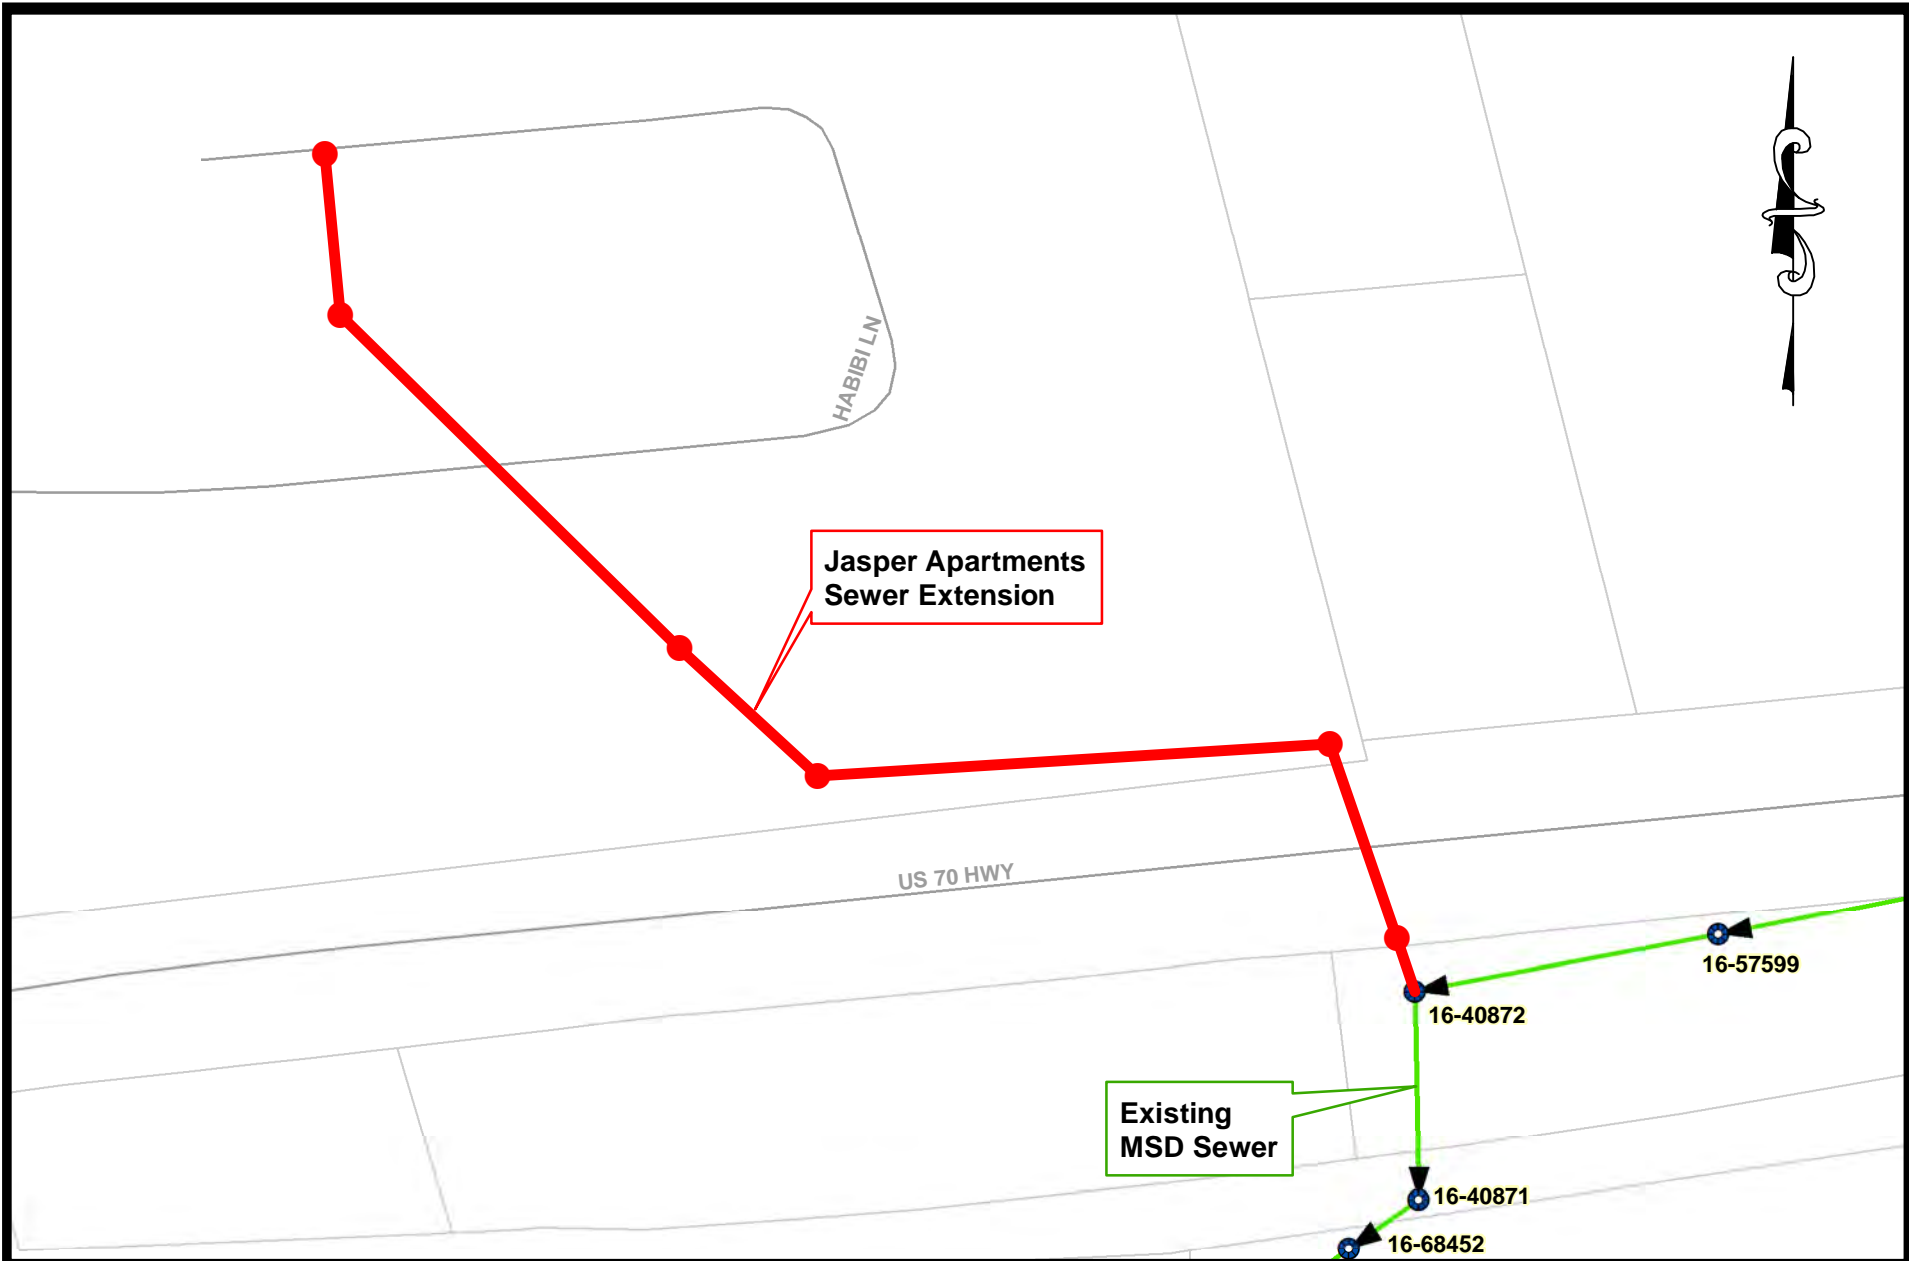 HABIBI LN
Jasper Apartments
Sewer Extension
US 70 HWY
16-57599
16-40872
Existing
MSD Sewer
16-40871
16-68452